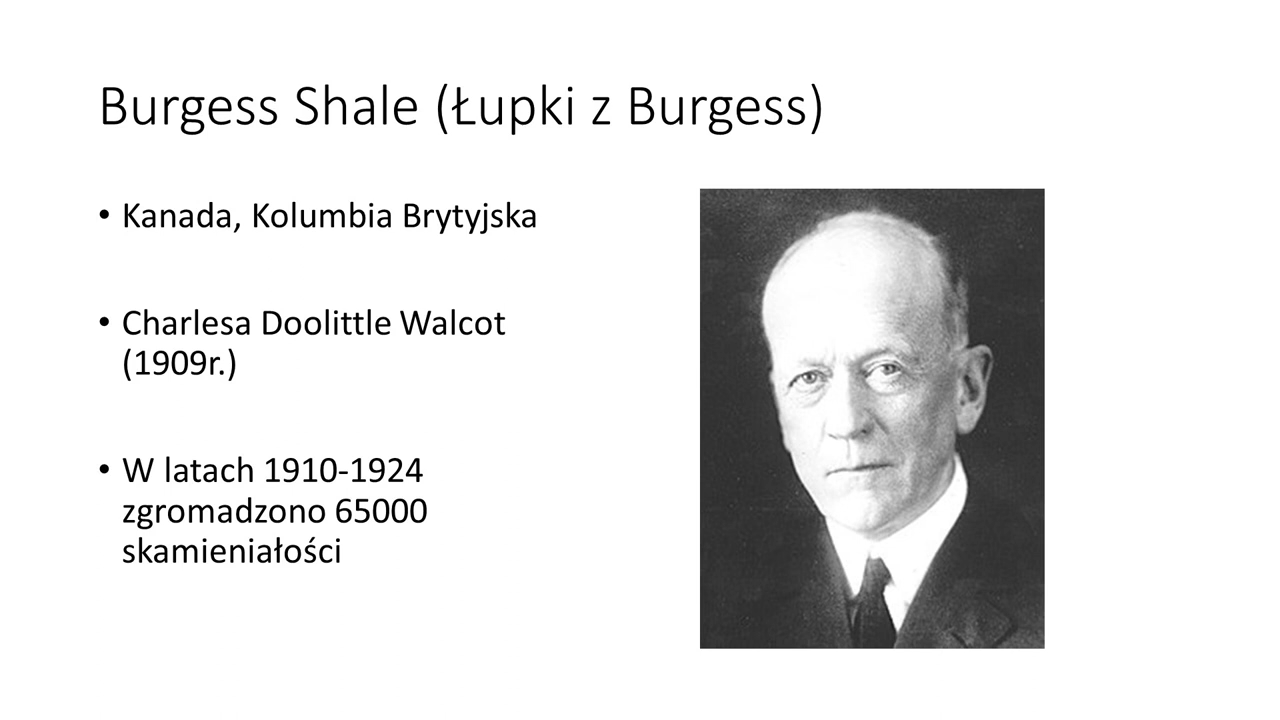 Burgess Shale (Łupki z Burgess)
• Kanada, Kolumbia Brytyjska
• Charlesa Doolittle Walcot
(1909r.)
• W latach 1910-1924
zgromadzono 65000
skamieniałości